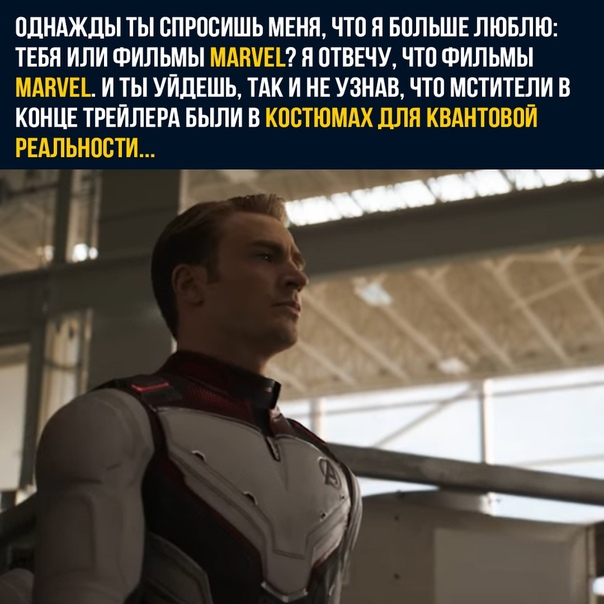 ОДНАЖДЫ ТЫ СПРОСИШЬ МЕНЯ, ЧТО Я БОЛЬШЕ ЛЮБЛЮ:
ТЕБЯ ИЛИ ФИЛЬМЫ MARVEL? Я ОТВЕЧУ, ЧТО ФИЛЬМЫ
MARVEL. И ТЫ УЙДЕШЬ, ТАК И НЕ УЗНАВ, ЧТО МСТИТЕЛИ В
КОНЦЕ ТРЕЙЛЕРА БЫЛИ В КОСТЮМАХ ДЛЯ КВАНТОВОЙ
РЕАЛЬНОСТИ...